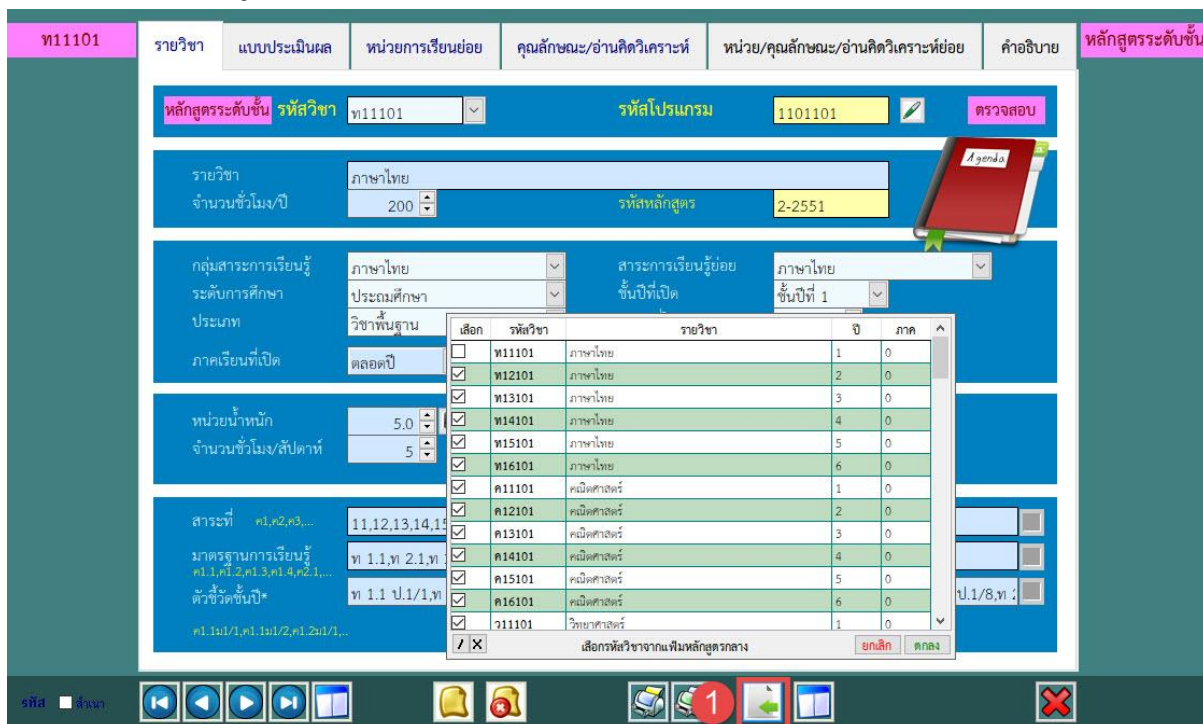 ท11101
รายวิชา แบบประเมินผล หน่วยการเรียนย่อย คุณลักษณะ/อ่านคิดวิเคราะห์ หน่วย/คุณลักษณะ/อ่านคิดวิเคราะห์ย่อย คำอธิบาย
หลักสูตรระดับชั้น
หลักสูตรระดับชั้น รหัสวิชา ท11101 รหัสโปรแกรม 1101101 ตรวจสอบ
Agenda
รายวิชา ภาษาไทย
จำนวนชั่วโมง/ปี 200 รหัสหลักสูตร 2-2551
กลุ่มสาระการเรียนรู้ ภาษาไทย สาระการเรียนรู้ย่อย ภาษาไทย
ระดับการศึกษา ประถมศึกษา ชั้นปีที่เปิด ชั้นปีที่ 1
ประเภท วิชาพื้นฐาน
ภาคเรียนที่เปิด ตลอดปี
หน่วยน้ำหนัก 5.0
จำนวนชั่วโมง/สัปดาห์ 5
สาระที่ ค1,ค2,ค3,... 11,12,13,14,15
มาตรฐานการเรียนรู้ ท 1.1,ท 2.1,ท
ค1.1,ค1.2,ค1.3,ค1.4,ค2.1,...
ตัวชี้วัดชั้นปี* ท 1.1 ป.1/1,ท ป.1/8,ท
ค1.1ม1/1,ค1.1ม1/2,ค1.2ม1/1,..
เลือก รหัสวิชา รายวิชา ปี ภาค
ท11101 ภาษาไทย 1 0
ท12101 ภาษาไทย 2 0
ท13101 ภาษาไทย 3 0
ท14101 ภาษาไทย 4 0
ท15101 ภาษาไทย 5 0
ท16101 ภาษาไทย 6 0
ค11101 คณิตศาสตร์ 1 0
ค12101 คณิตศาสตร์ 2 0
ค13101 คณิตศาสตร์ 3 0
ค14101 คณิตศาสตร์ 4 0
ค15101 คณิตศาสตร์ 5 0
ค16101 คณิตศาสตร์ 6 0
ว11101 วิทยาศาสตร์ 1 0
/ X เลือกรหัสวิชาจากแฟ้มหลักสูตรกลาง ยกเลิก ตกลง
รหัส สำเนา 1